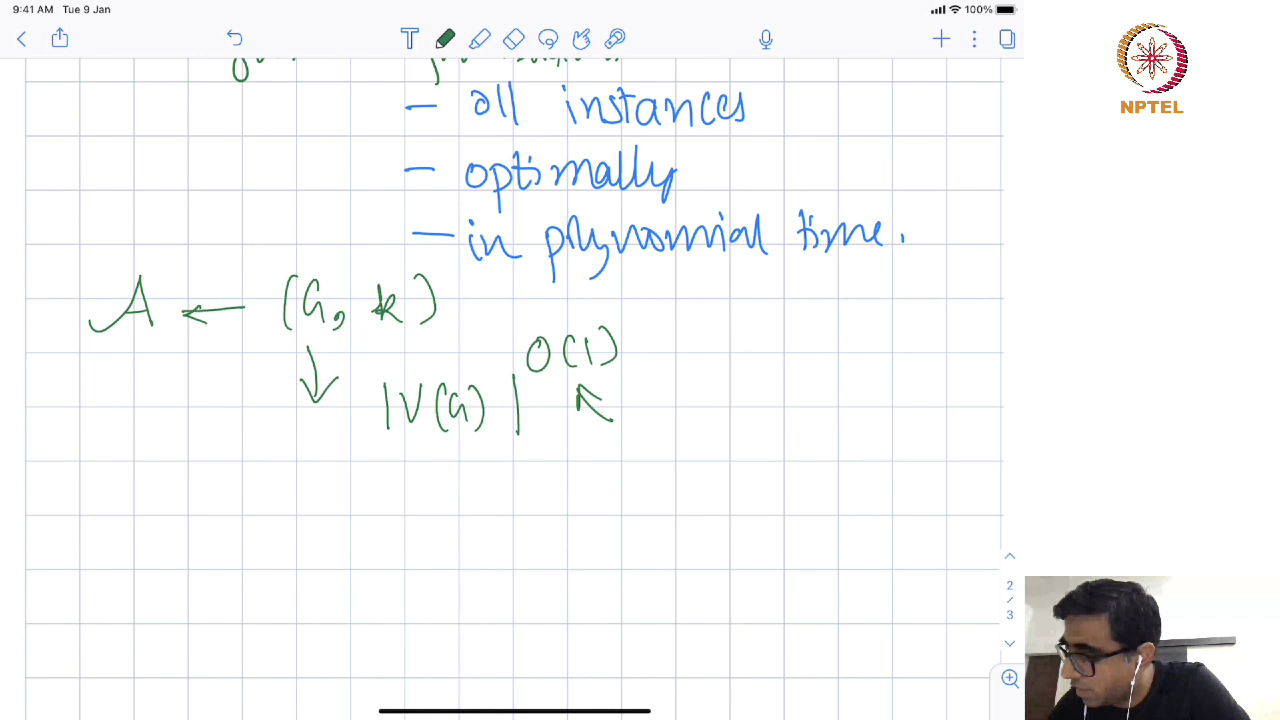 9:41 AM Tue 9 Jan
100%
NPTEL
- all instances
- optimally
- in polynomial time.
A ← (G, k)
↓ |V(G)|^O(1)
2
3